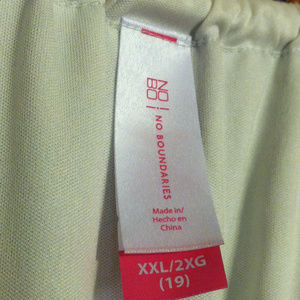 NO
BO
NO BOUNDARIES
Made in/
Hecho en
China
XXL/2XG
(19)